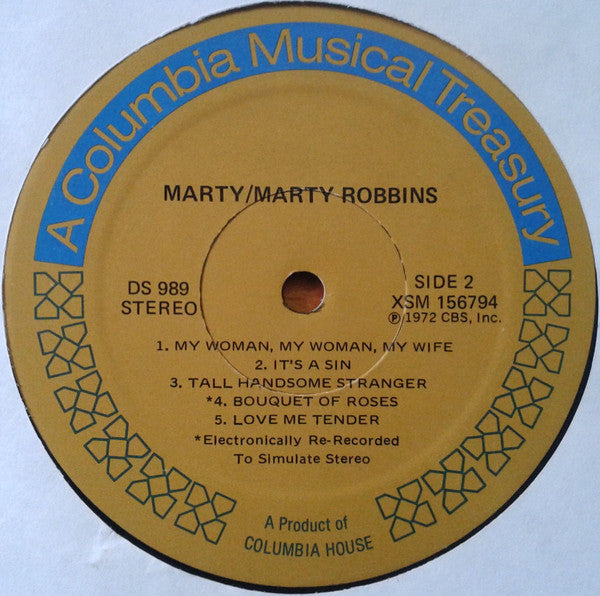 A Columbia Musical Treasury
MARTY/MARTY ROBBINS
DS 989
STEREO
SIDE 2
XSM 156794
℗ 1972 CBS, Inc.
1. MY WOMAN, MY WOMAN, MY WIFE
2. IT'S A SIN
3. TALL HANDSOME STRANGER
*4. BOUQUET OF ROSES
5. LOVE ME TENDER
*Electronically Re-Recorded
To Simulate Stereo
A Product of
COLUMBIA HOUSE